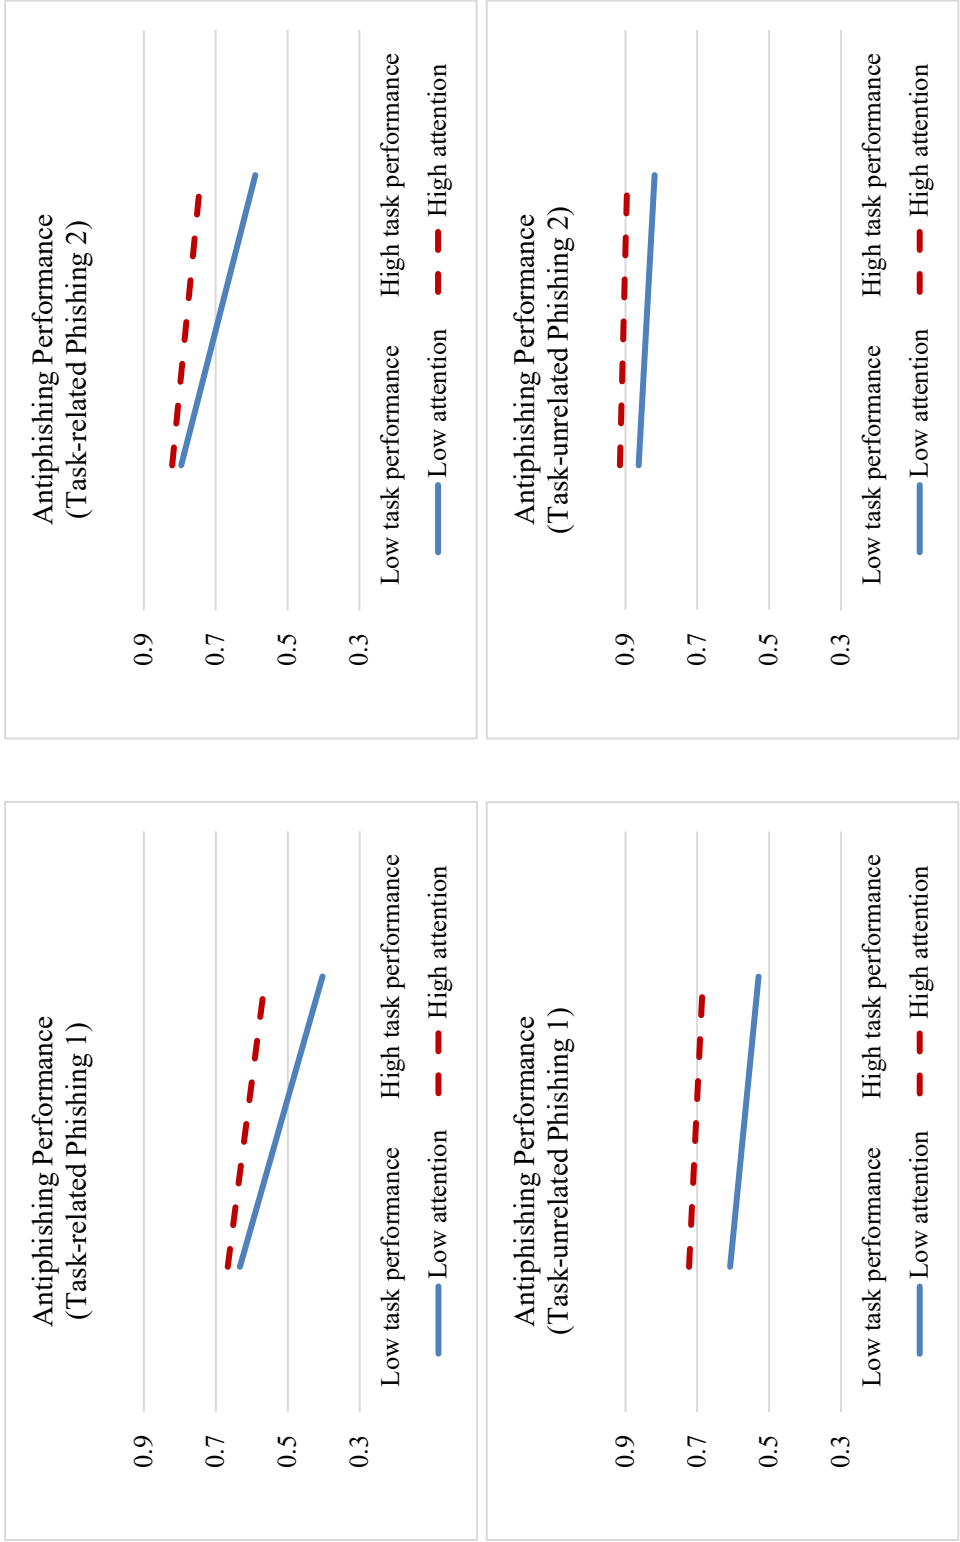 Antiphishing Performance
(Task-related Phishing 1)
0.9
0.7
0.5
0.3
Low task performance
High task performance
Low attention
High attention
Antiphishing Performance
(Task-related Phishing 2)
0.9
0.7
0.5
0.3
Low task performance
High task performance
Low attention
High attention
Antiphishing Performance
(Task-unrelated Phishing 1)
0.9
0.7
0.5
0.3
Low task performance
High task performance
Low attention
High attention
Antiphishing Performance
(Task-unrelated Phishing 2)
0.9
0.7
0.5
0.3
Low task performance
High task performance
Low attention
High attention